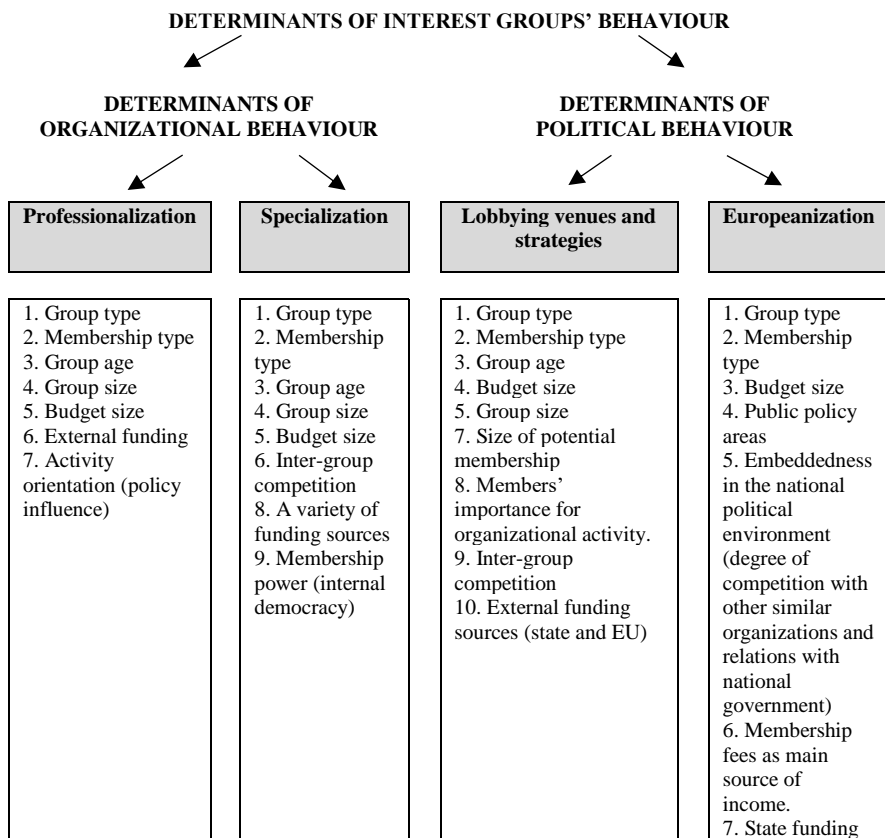 DETERMINANTS OF INTEREST GROUPS’ BEHAVIOUR
DETERMINANTS OF
ORGANIZATIONAL BEHAVIOUR
DETERMINANTS OF
POLITICAL BEHAVIOUR
Professionalization
Specialization
Lobbying venues and
strategies
Europeanization
1. Group type
2. Membership type
3. Group age
4. Group size
5. Budget size
6. External funding
7. Activity
orientation (policy
influence)
1. Group type
2. Membership
type
3. Group age
4. Group size
5. Budget size
6. Inter-group
competition
8. A variety of
funding sources
9. Membership
power (internal
democracy)
1. Group type
2. Membership type
3. Group age
4. Budget size
5. Group size
7. Size of potential
membership
8. Members’
importance for
organizational activity.
9. Inter-group
competition
10. External funding
sources (state and EU)
1. Group type
2. Membership
type
3. Budget size
4. Public policy
areas
5. Embeddedness
in the national
political
environment
(degree of
competition with
other similar
organizations and
relations with
national
government)
6. Membership
fees as main
source of
income.
7. State funding